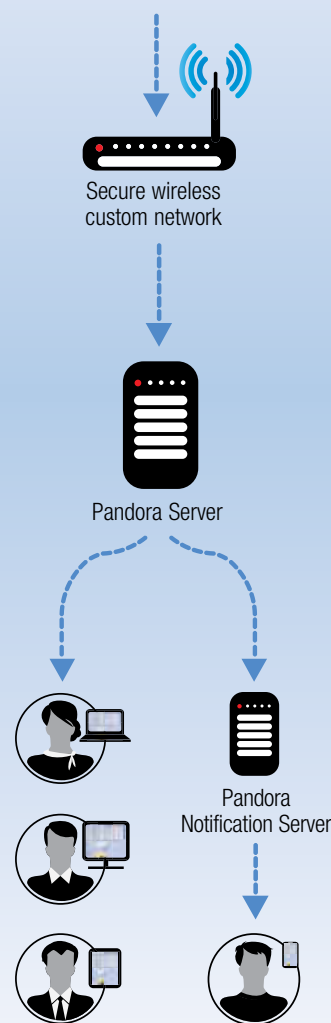 Secure wireless
custom network
Pandora Server
Pandora
Notification Server